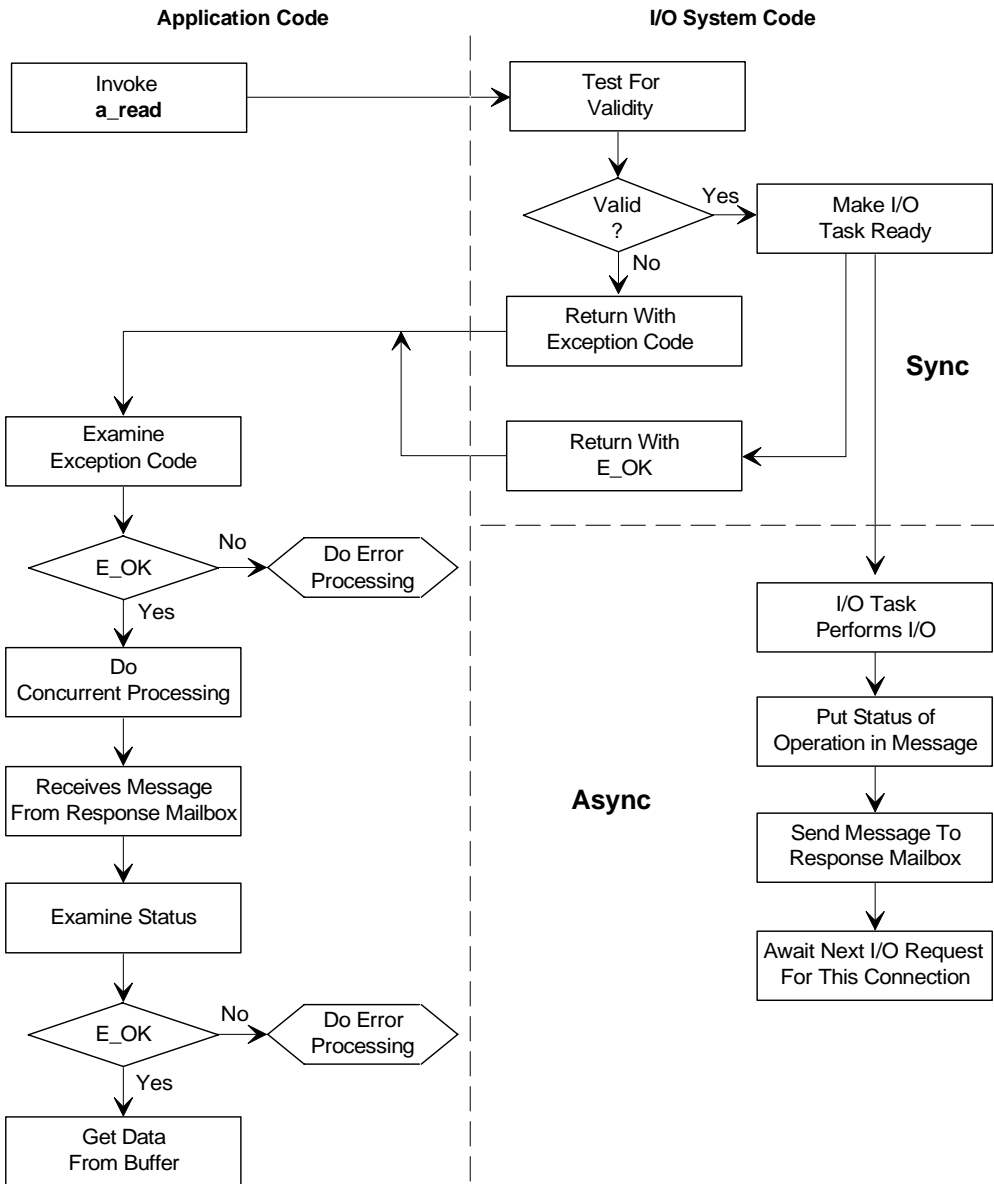 Application Code
I/O System Code
Invoke
a_read
Test For
Validity
Valid
?
Yes
Make I/O
Task Ready
No
Return With
Exception Code
Sync
Return With
E_OK
Examine
Exception Code
E_OK
No
Do Error
Processing
Yes
Do
Concurrent Processing
Receives Message
From Response Mailbox
Examine Status
E_OK
No
Do Error
Processing
Yes
Get Data
From Buffer
Async
I/O Task
Performs I/O
Put Status of
Operation in Message
Send Message To
Response Mailbox
Await Next I/O Request
For This Connection